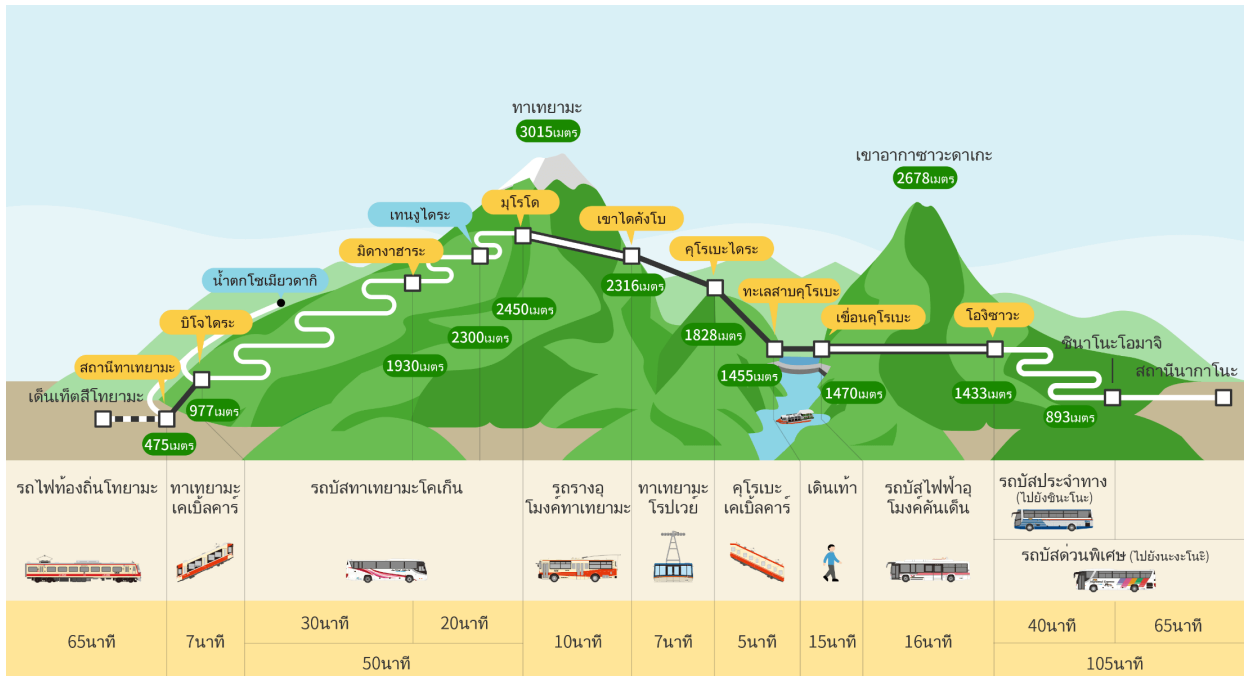 ทาเทยามะ
3015เมตร
เขาอากาซาวะดาเกะ
2678เมตร
มุโรโด
เทนงูไดระ
เขาไดคังโบ
มิดางาฮาระ
คุโรเบะไดระ
น้ำตกโชเมียวดากิ
2316เมตร
ทะเลสาบคุโรเบะ
2450เมตร
บิโจไดระ
เขื่อนคุโรเบะ
โองิซาวะ
2300เมตร
1828เมตร
ชินาโนะโอมาจิ
สถานีทาเทยามะ
1930เมตร
สถานีนากาโนะ
1455เมตร
เด็นเท็ตสึโทยามะ
1470เมตร
1433เมตร
977เมตร
893เมตร
475เมตร
รถไฟท้องถิ่นโทยามะ
ทาเทยามะ
เคเบิ้ลคาร์
รถบัสทาเทยามะโคเก็น
รถรางอุ
โมงค์ทาเทยามะ
ทาเทยามะ
โรปเวย์
คุโรเบะ
เคเบิ้ลคาร์
เดินเท้า
รถบัสไฟฟ้าอุ
โมงค์คันเด็น
รถบัสประจำทาง
(ไปยังชินะโนะ)
รถบัสด่วนพิเศษ (ไปยังนะงะโนะ)
65นาที
7นาที
30นาที
20นาที
50นาที
10นาที
7นาที
5นาที
15นาที
16นาที
40นาที
65นาที
105นาที